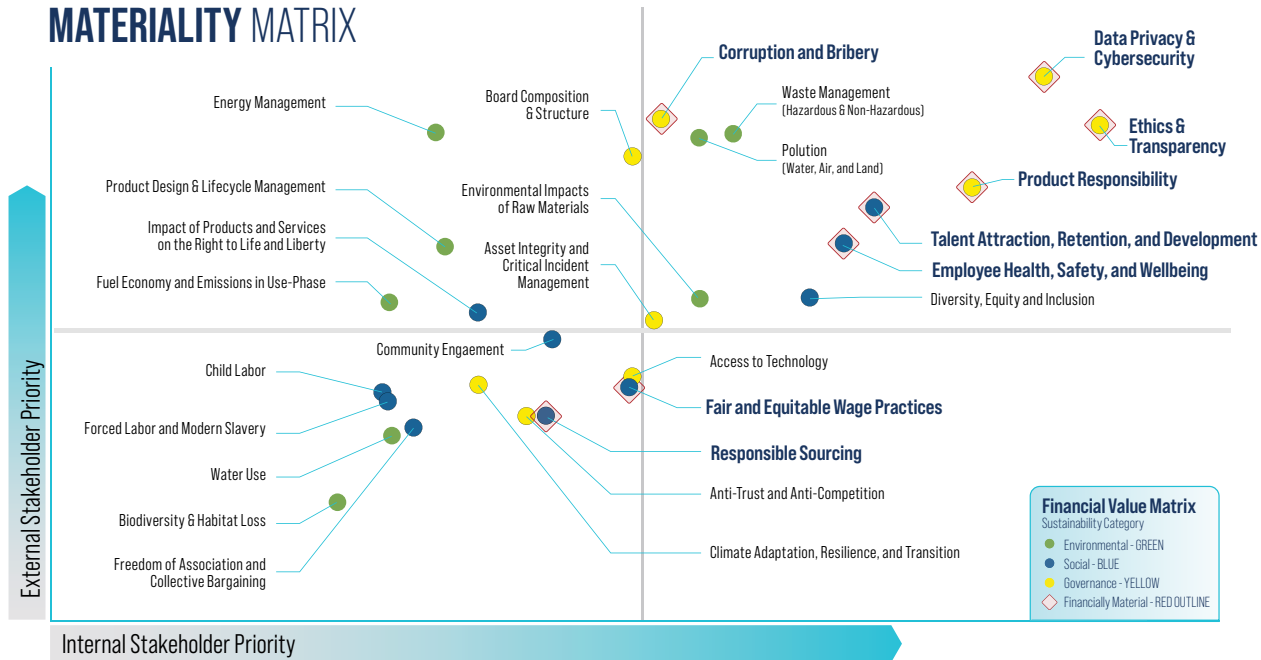 MATERIALITY MATRIX
Data Privacy &
Cybersecurity
Corruption and Bribery
Energy Management
Board Composition
& Structure
Waste Management
(Hazardous & Non-Hazardous)
Ethics &
Transparency
Polution
(Water, Air, and Land)
Product Responsibility
Product Design & Lifecycle Management
Environmental Impacts
of Raw Materials
Impact of Products and Services
on the Right to Life and Liberty
Talent Attraction, Retention, and Development
Asset Integrity and
Critical Incident
Management
Employee Health, Safety, and Wellbeing
Fuel Economy and Emissions in Use-Phase
Diversity, Equity and Inclusion
Community Engaement
Access to Technology
Child Labor
Fair and Equitable Wage Practices
Forced Labor and Modern Slavery
Responsible Sourcing
Water Use
Anti-Trust and Anti-Competition
Biodiversity & Habitat Loss
Climate Adaptation, Resilience, and Transition
Freedom of Association and
Collective Bargaining
External Stakeholder Priority
Internal Stakeholder Priority
Financial Value Matrix
Sustainability Category
Environmental - GREEN
Social - BLUE
Governance - YELLOW
Financially Material - RED OUTLINE